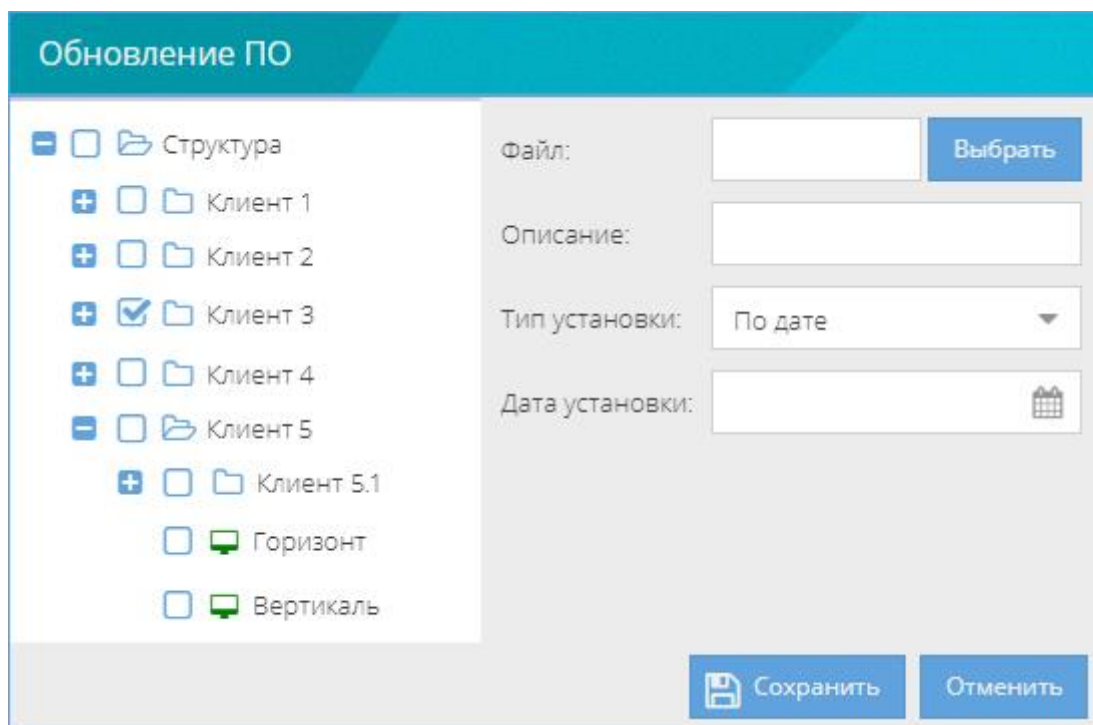 Обновление ПО
Структура
Клиент 1
Клиент 2
Клиент 3
Клиент 4
Клиент 5
Клиент 5.1
Горизонт
Вертикаль
Файл:
Выбрать
Описание:
Тип установки:
По дате
Дата установки:
Сохранить
Отменить